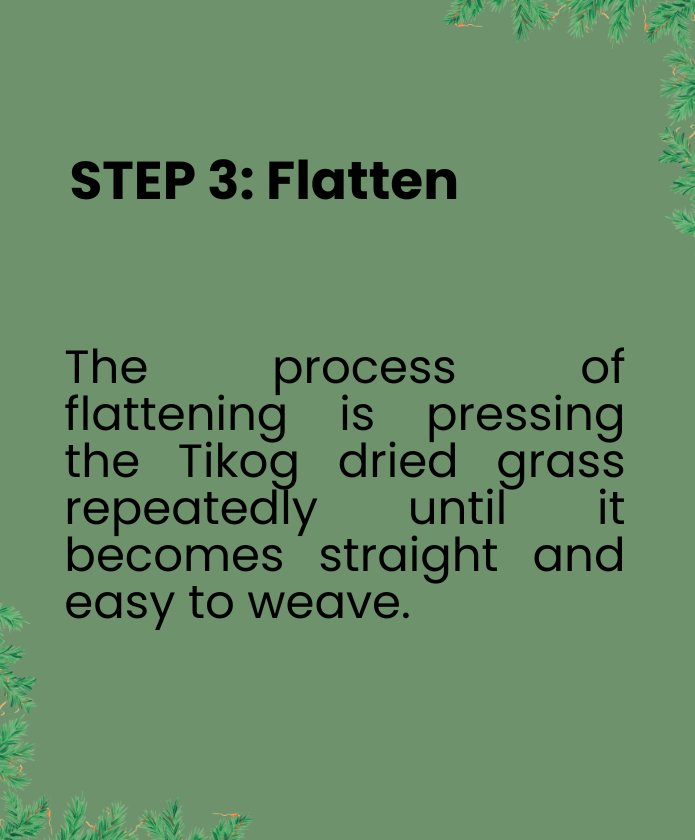 STEP 3: Flatten
The process of
flattening is pressing
the Tikog dried grass
repeatedly until it
becomes straight and
easy to weave.